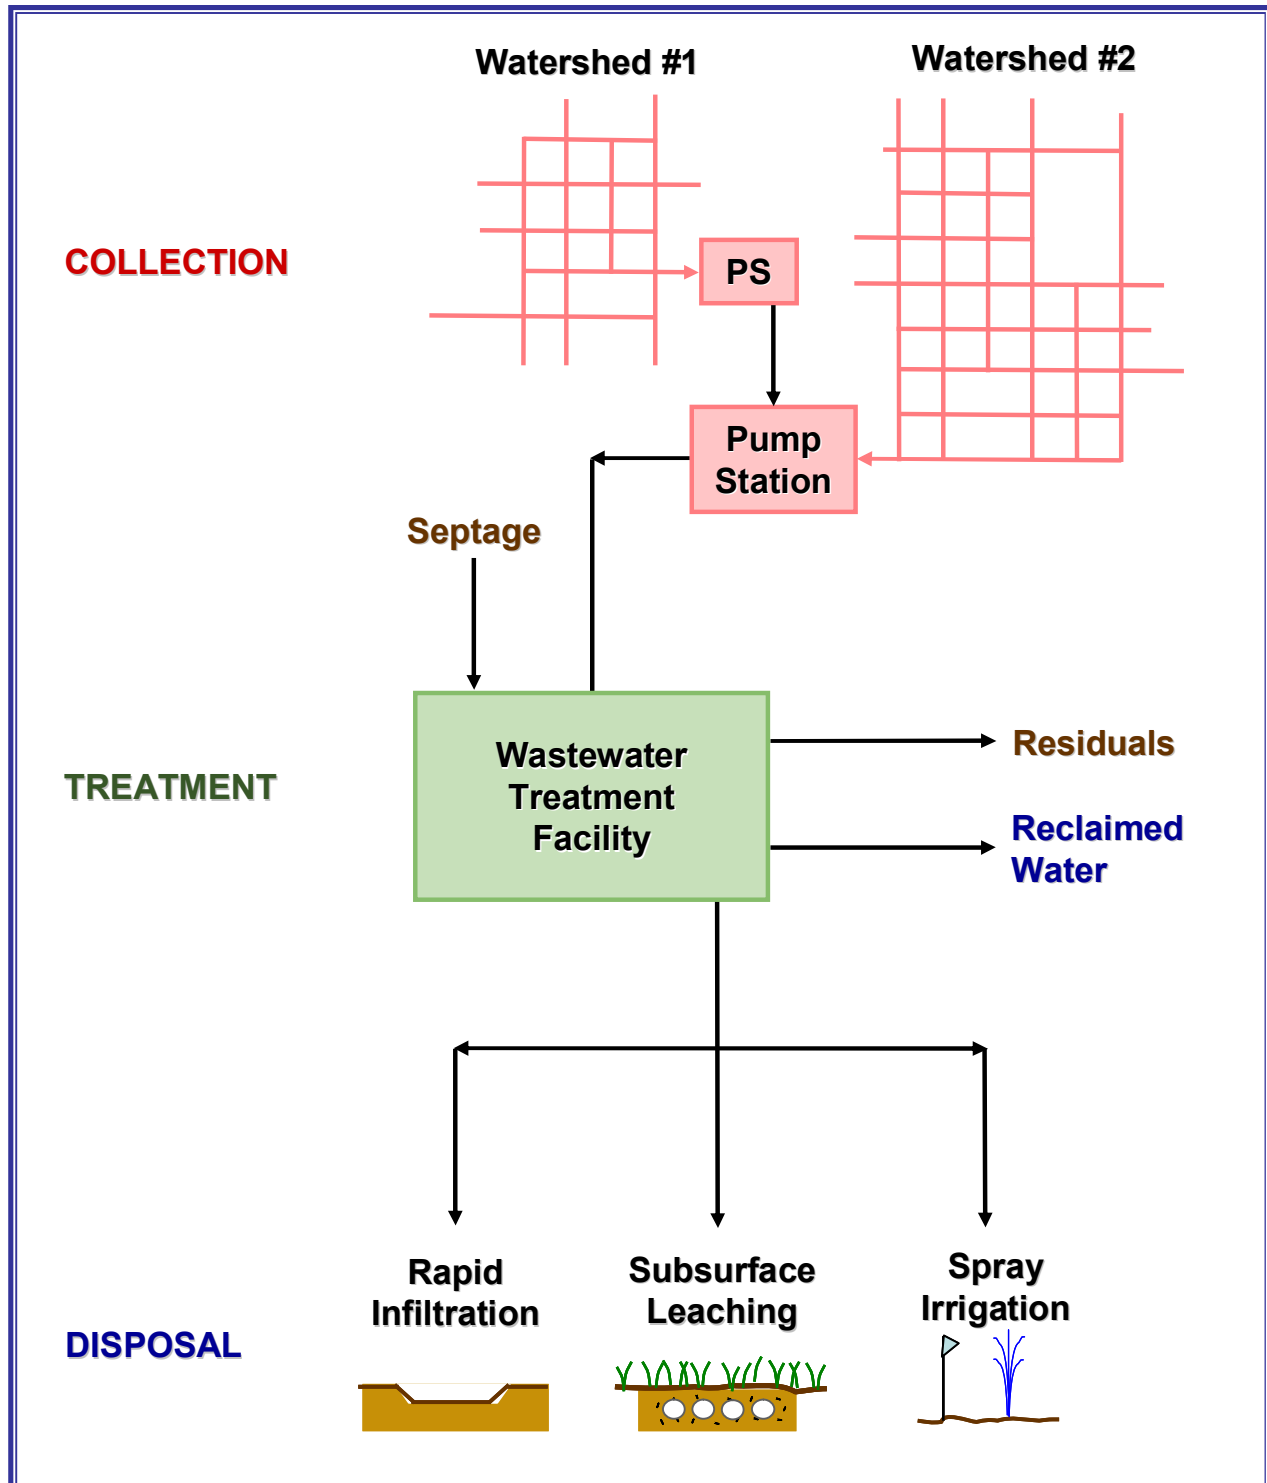 Watershed #1
Watershed #2
COLLECTION
PS
Pump
Station
Septage
TREATMENT
Wastewater
Treatment
Facility
Residuals
Reclaimed
Water
Rapid
Infiltration
Subsurface
Leaching
Spray
Irrigation
DISPOSAL